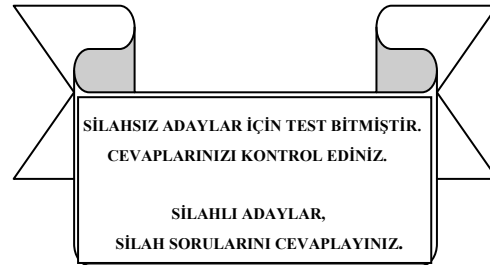 SİLAHSIZ ADAYLAR İÇİN TEST BİTMİŞTİR.
CEVAPLARINIZI KONTROL EDİNİZ.
SİLAHLI ADAYLAR,
SİLAH SORULARINI CEVAPLAYINIZ.